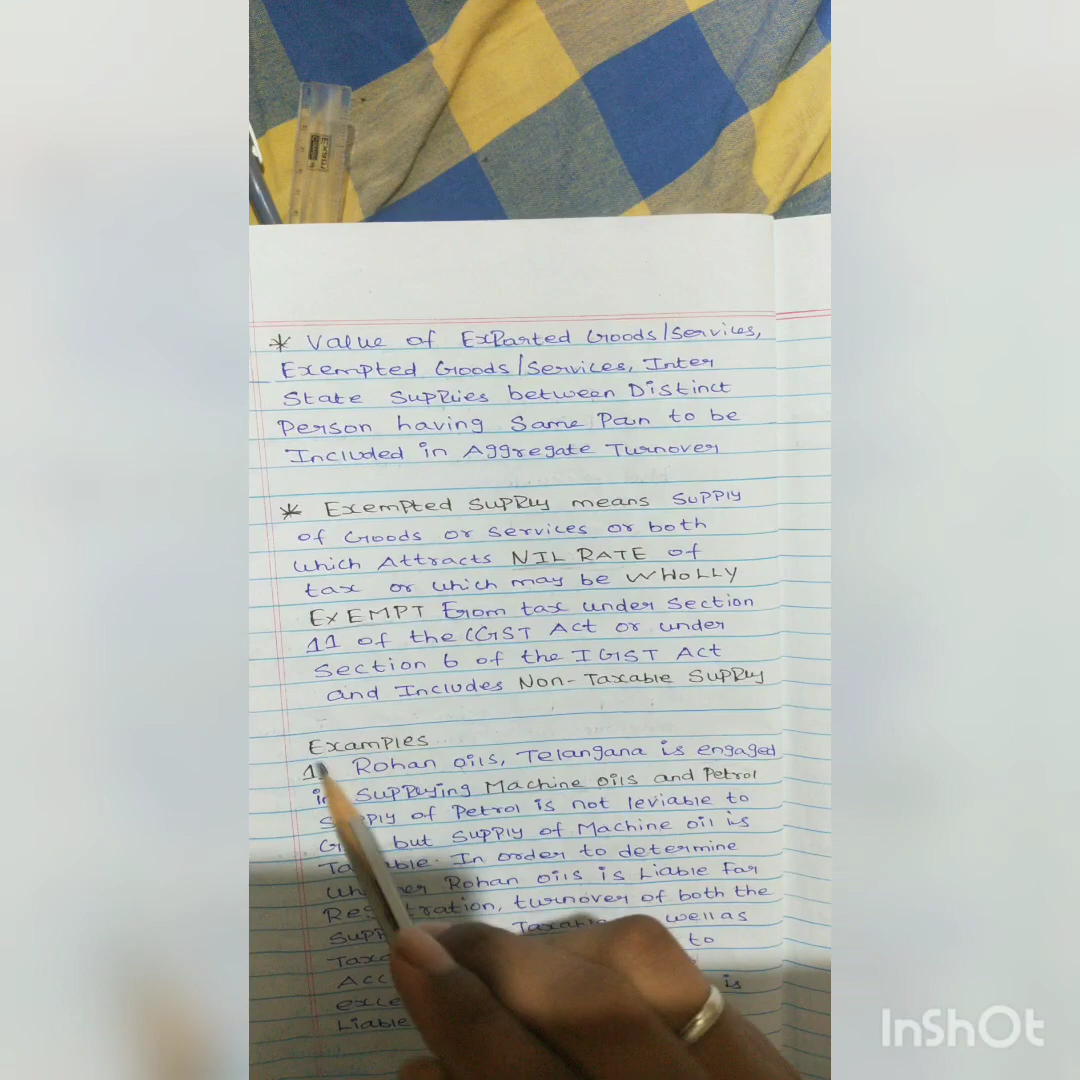 * Value of Exported Goods/Services,
Exempted Goods/Services, Inter
State Supplies between Distinct
Person having Same Pan to be
Included in Aggregate Turnover
* Exempted Supply means Supply
of Goods or services or both
which Attracts NIL RATE of
tax or which may be WHOLLY
EXEMPT From tax under section
11 of the CGST Act or under
Section 6 of the IGST Act
and Includes Non-Taxable Supply
Examples
Rohan oils, Telangana is engaged
in Supplying Machine oils and Petrol
of Petrol is not leviable to
but supply of Machine oil is
In order to determine
Rohan oils is Liable for
turnover of both the
well as
to
is
Liable
InShOt